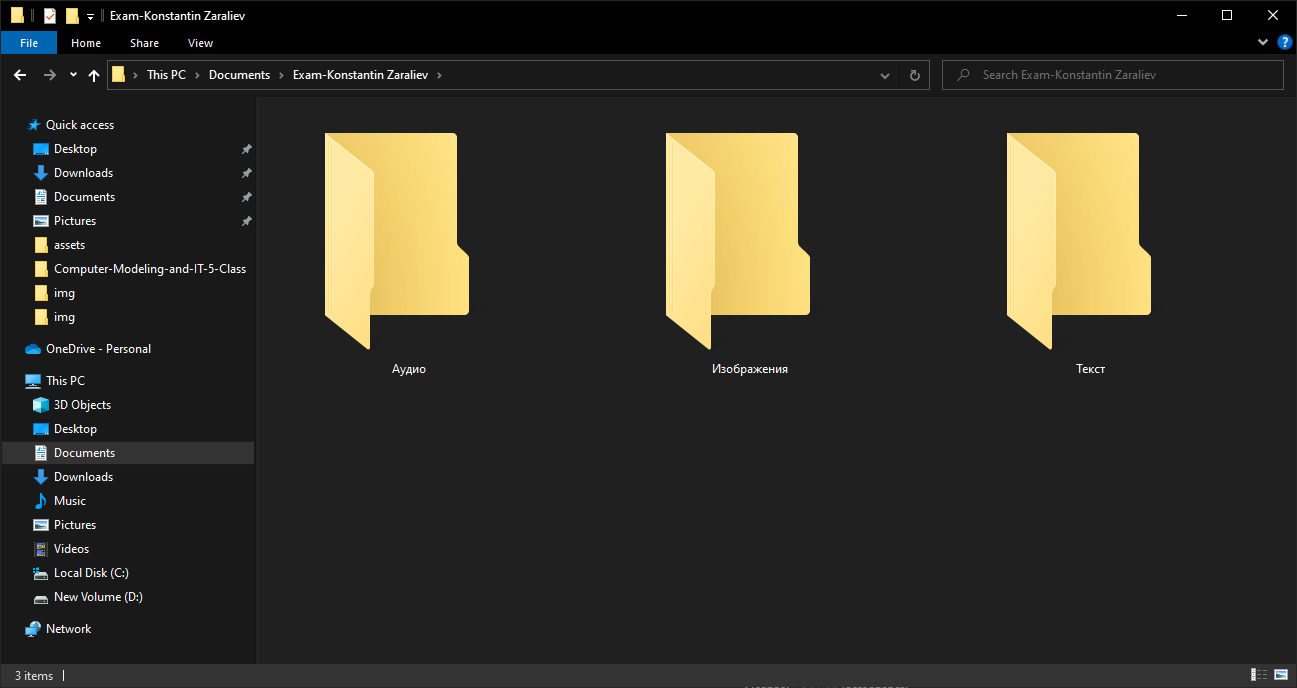 Exam-Konstantin Zaraliev
File Home Share View
This PC Documents Exam-Konstantin Zaraliev
Search Exam-Konstantin Zaraliev
Quick access
Desktop
Downloads
Documents
Pictures
assets
Computer-Modeling-and-IT-5-Class
img
img
OneDrive - Personal
This PC
3D Objects
Desktop
Documents
Downloads
Music
Pictures
Videos
Local Disk (C:)
New Volume (D:)
Network
Аудио
Изображения
Текст
3 items